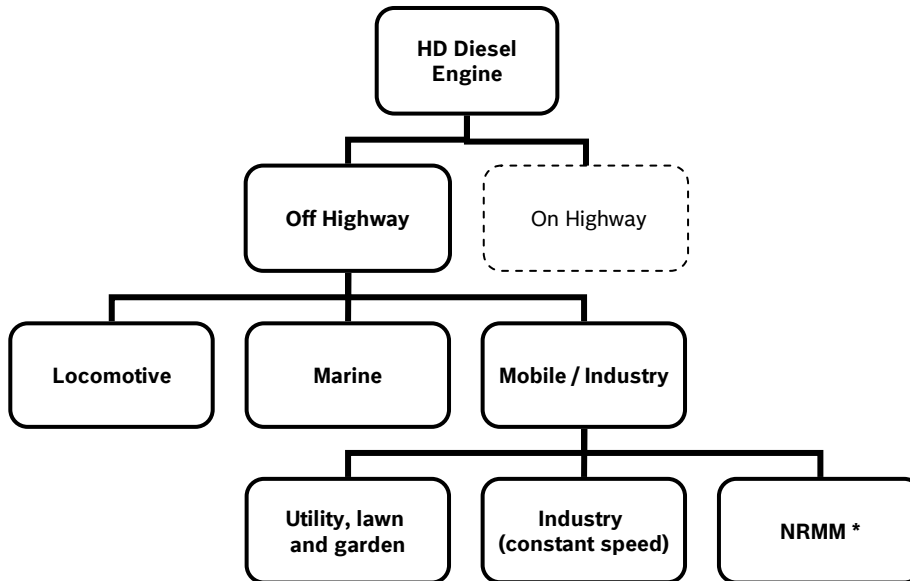 HD Diesel
Engine
Off Highway
On Highway
Locomotive
Marine
Mobile / Industry
Utility, lawn
and garden
Industry
(constant speed)
NRMM *